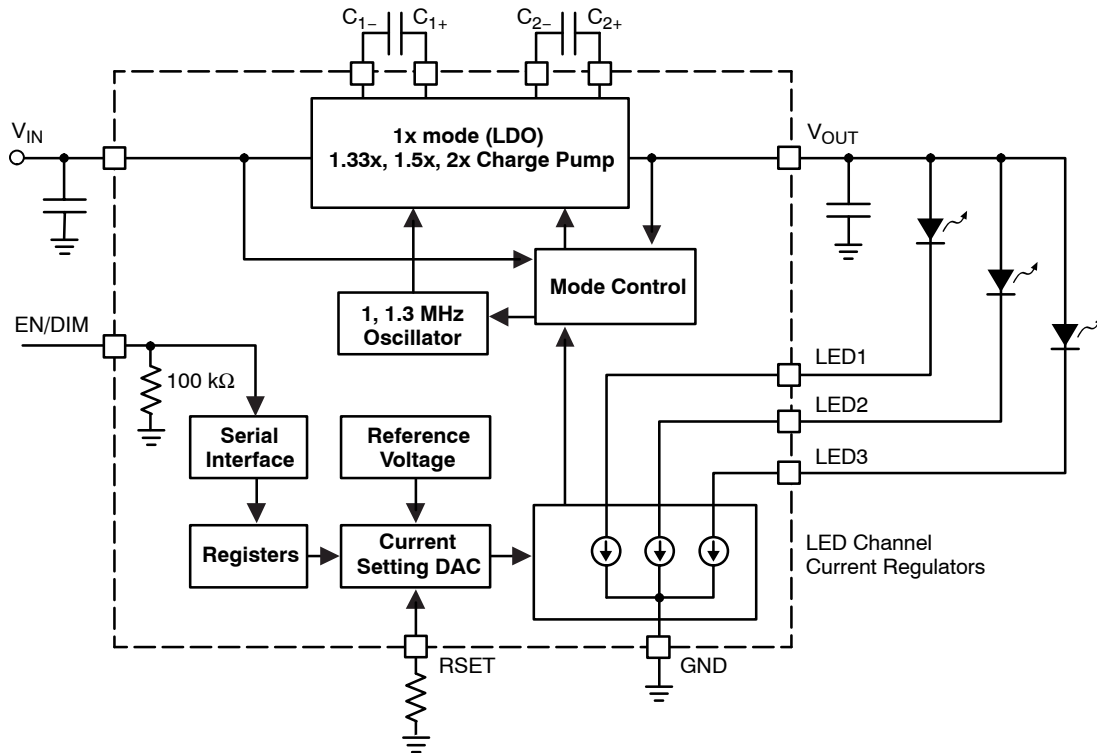 C1− C1+ C2− C2+
VIN
1x mode (LDO)
1.33x, 1.5x, 2x Charge Pump
VOUT
Mode Control
1, 1.3 MHz
Oscillator
EN/DIM
100 kΩ
LED1
LED2
LED3
Serial
Interface
Reference
Voltage
Registers
Current
Setting DAC
LED Channel
Current Regulators
RSET
GND